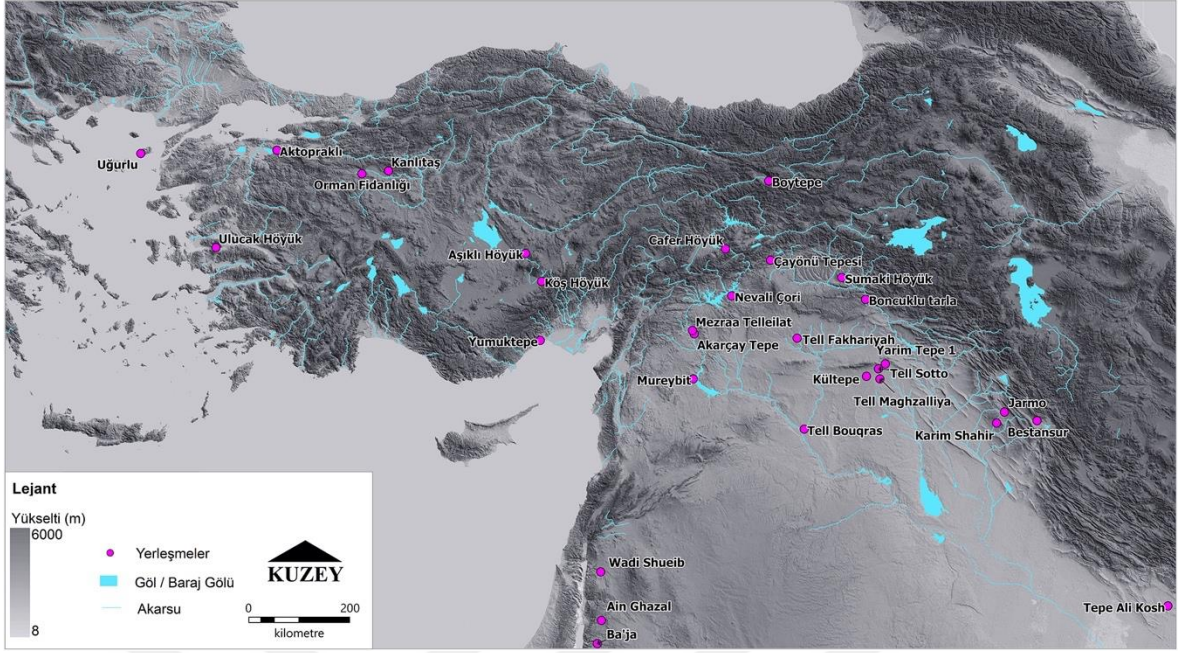 Uğurlu
Aktopraklı
Kanlıtaş
Orman Fidanlığı
Boytepe
Ulucak Höyük
Aşıklı Höyük
Köş Höyük
Cafer Höyük
Çayönü Tepesi
Sumaki Höyük
Nevali Çori
Boncuklu tarla
Mezraa Telleilat
Akarçay Tepe
Tell Fakhariyah
Yumuktepe
Yarim Tepe 1
Tell Sotto
Kültepe
Mureybit
Tell Maghzalliya
Jarmo
Karim Shahir
Bestansur
Tell Bouqras
Wadi Shueib
Ain Ghazal
Ba'ja
Tepe Ali Kosh
Lejant
Yükselti (m)
6000
8
Yerleşmeler
Göl / Baraj Gölü
Akarsu
KUZEY
0 200
kilometre